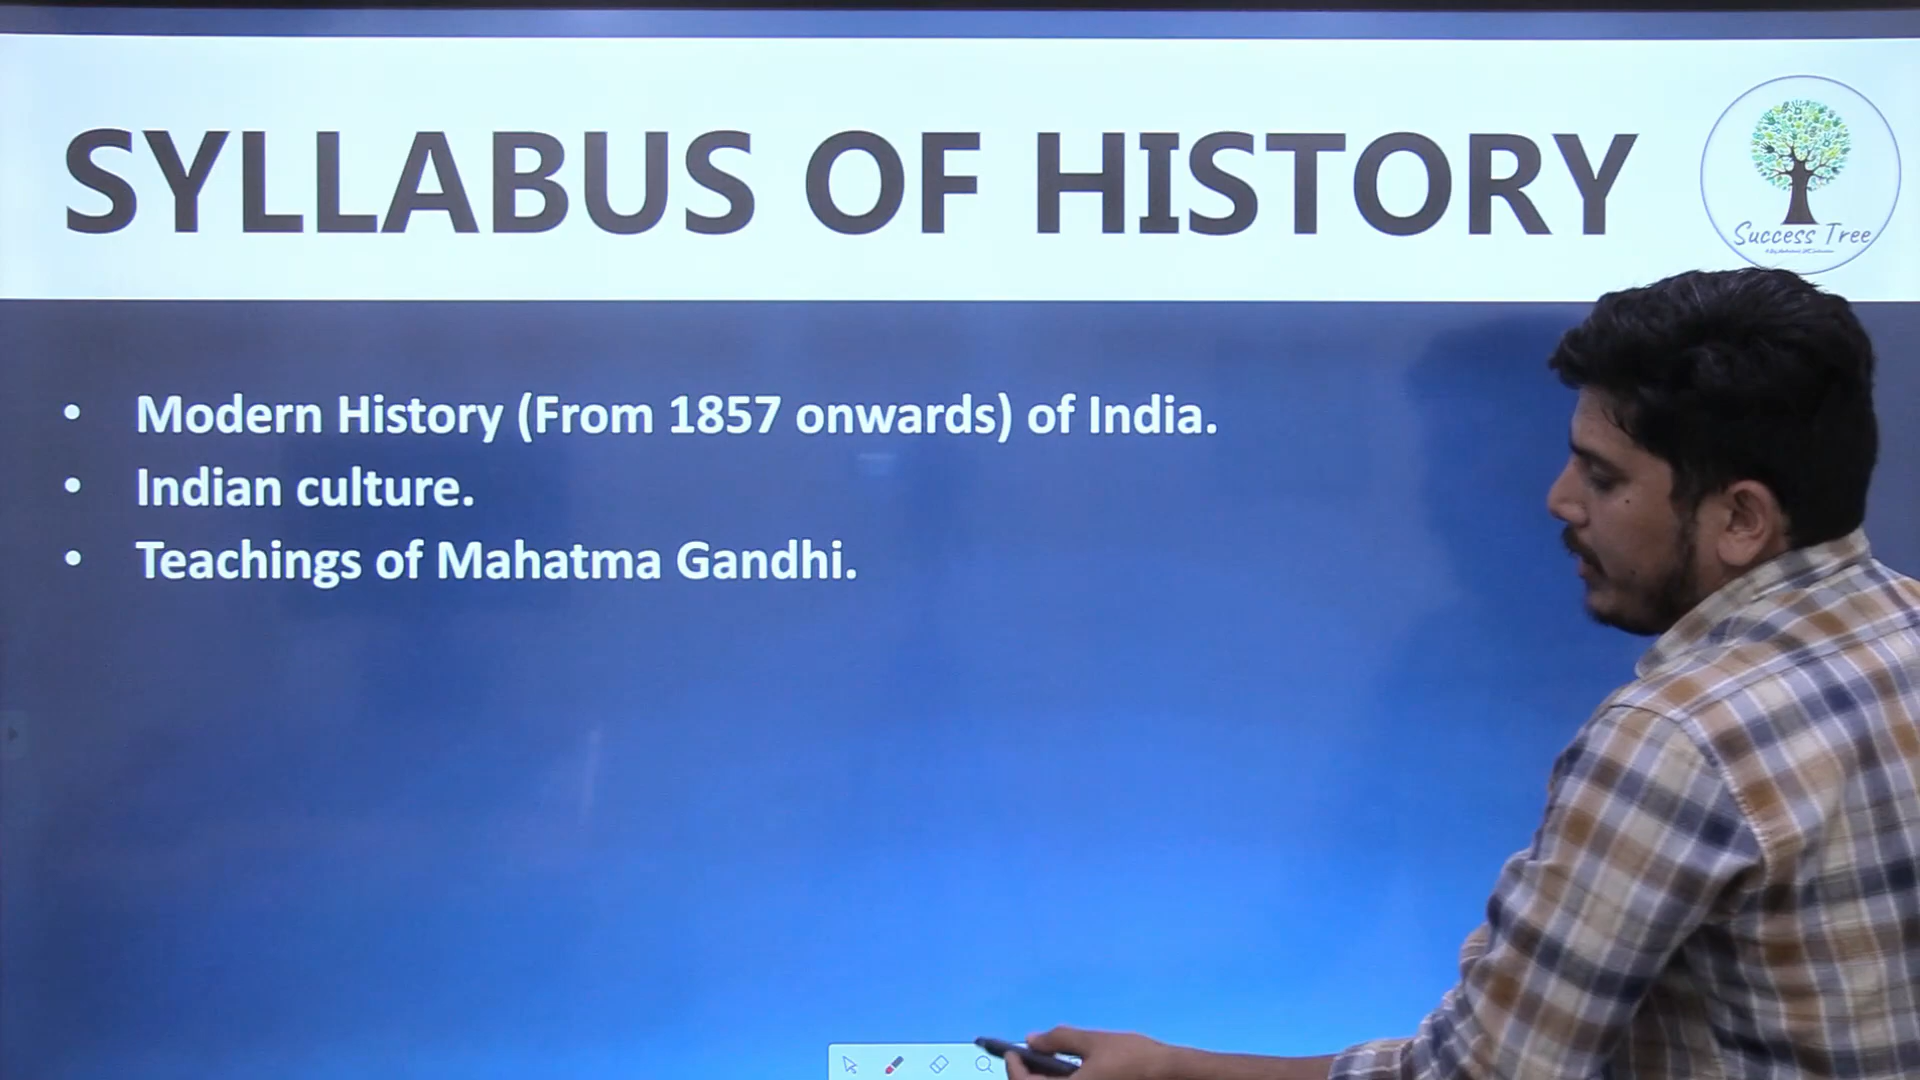 SYLLABUS OF HISTORY
Success Tree
• Modern History (From 1857 onwards) of India.
• Indian culture.
• Teachings of Mahatma Gandhi.